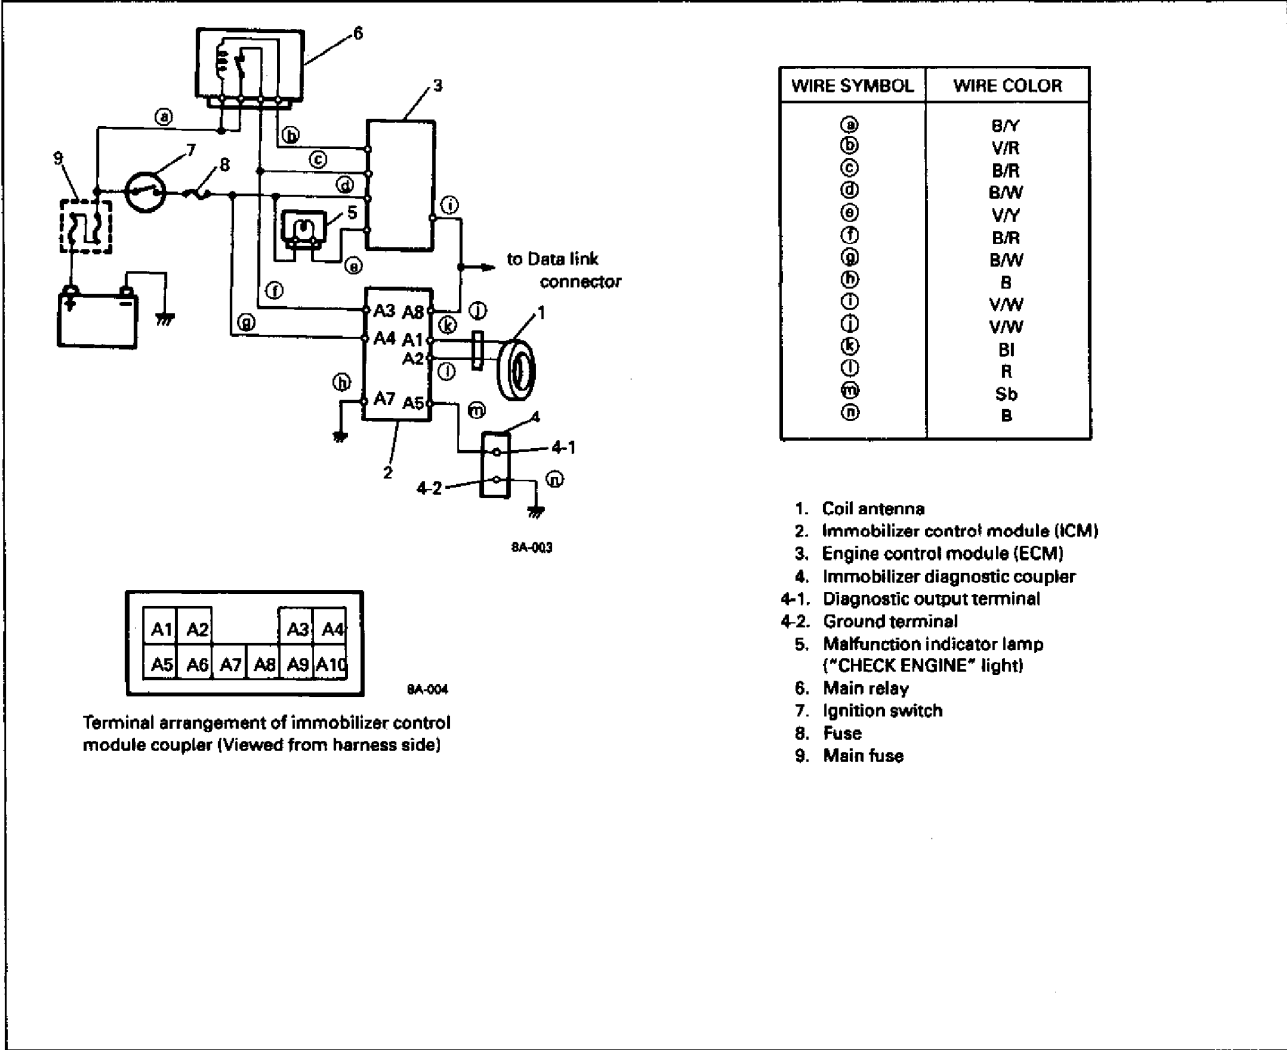 6
3
ⓐ
ⓑ
7
9
8
ⓒ
ⓓ
5
ⓘ
ⓔ
to Data link
connector
+
−
ⓕ
ⓖ
A3 A8
ⓙ
1
ⓚ
A4 A1
A2
ⓛ
ⓗ
A7 A5
ⓜ
4
4-1
2
4-2
ⓝ
8A-003
A1 A2 A3 A4
A5 A6 A7 A8 A9 A10
8A-004
Terminal arrangement of immobilizer control
module coupler (Viewed from harness side)
WIRE SYMBOL WIRE COLOR
ⓐ B/Y
ⓑ V/R
ⓒ B/R
ⓓ B/W
ⓔ V/Y
ⓕ B/R
ⓖ B/W
ⓗ B
ⓘ V/W
ⓙ V/W
ⓚ Bl
ⓛ R
ⓜ Sb
ⓝ B
1. Coil antenna
2. Immobilizer control module (ICM)
3. Engine control module (ECM)
4. Immobilizer diagnostic coupler
4-1. Diagnostic output terminal
4-2. Ground terminal
5. Malfunction indicator lamp
("CHECK ENGINE" light)
6. Main relay
7. Ignition switch
8. Fuse
9. Main fuse